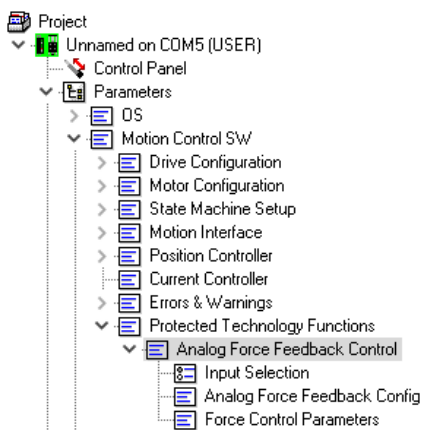 Project
Unnamed on COM5 (USER)
Control Panel
Parameters
OS
Motion Control SW
Drive Configuration
Motor Configuration
State Machine Setup
Motion Interface
Position Controller
Current Controller
Errors & Warnings
Protected Technology Functions
Analog Force Feedback Control
Input Selection
Analog Force Feedback Config
Force Control Parameters